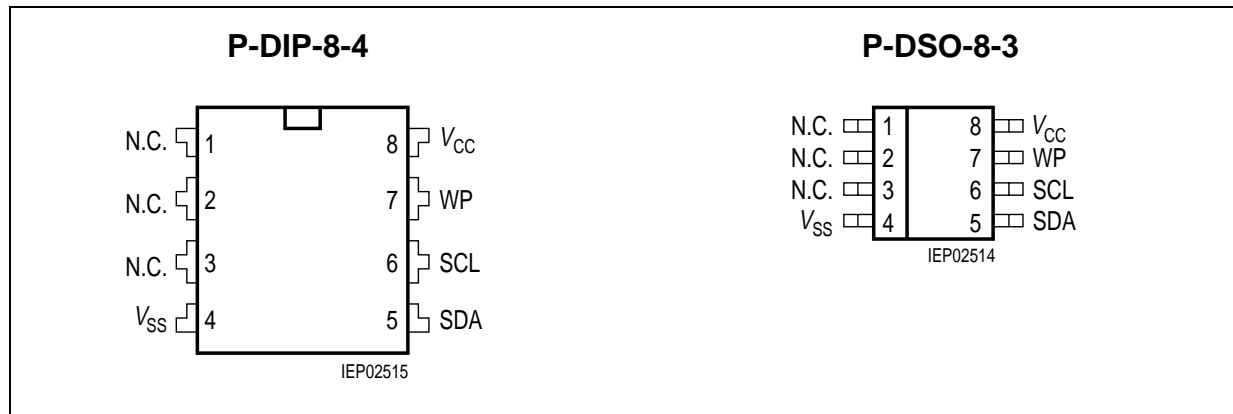 P-DIP-8-4
N.C. 1 8 VCC
N.C. 2 7 WP
N.C. 3 6 SCL
VSS 4 5 SDA
IEP02515
P-DSO-8-3
N.C. 1 8 VCC
N.C. 2 7 WP
N.C. 3 6 SCL
VSS 4 5 SDA
IEP02514